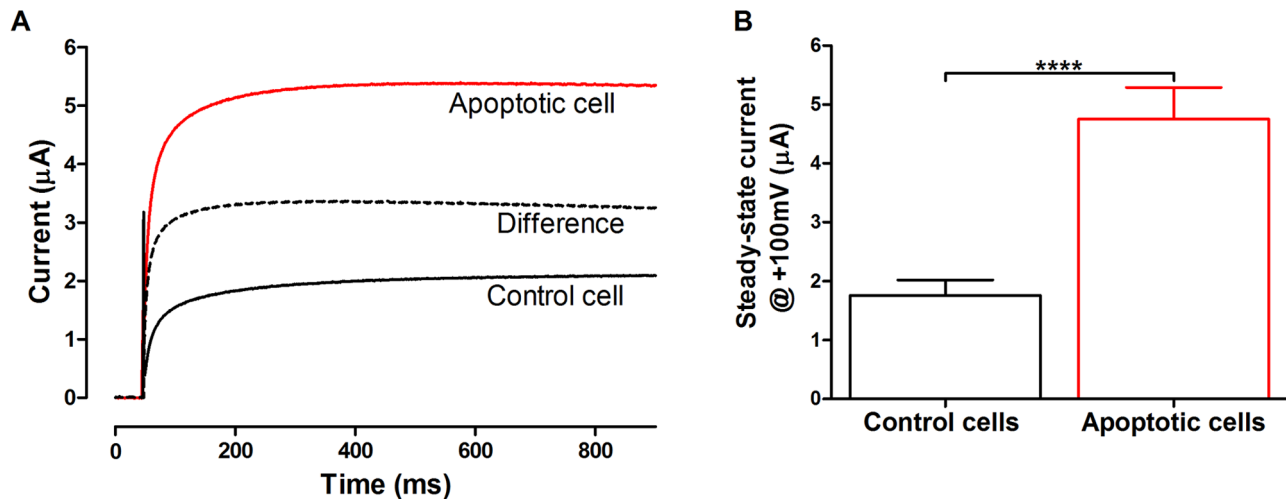 A
Current (µA)
6
5
4
3
2
1
0
Apoptotic cell
Difference
Control cell
0
200
400
600
800
Time (ms)
B
Steady-state current
@ +100mV (µA)
6
5
4
3
2
1
0
****
Control cells
Apoptotic cells